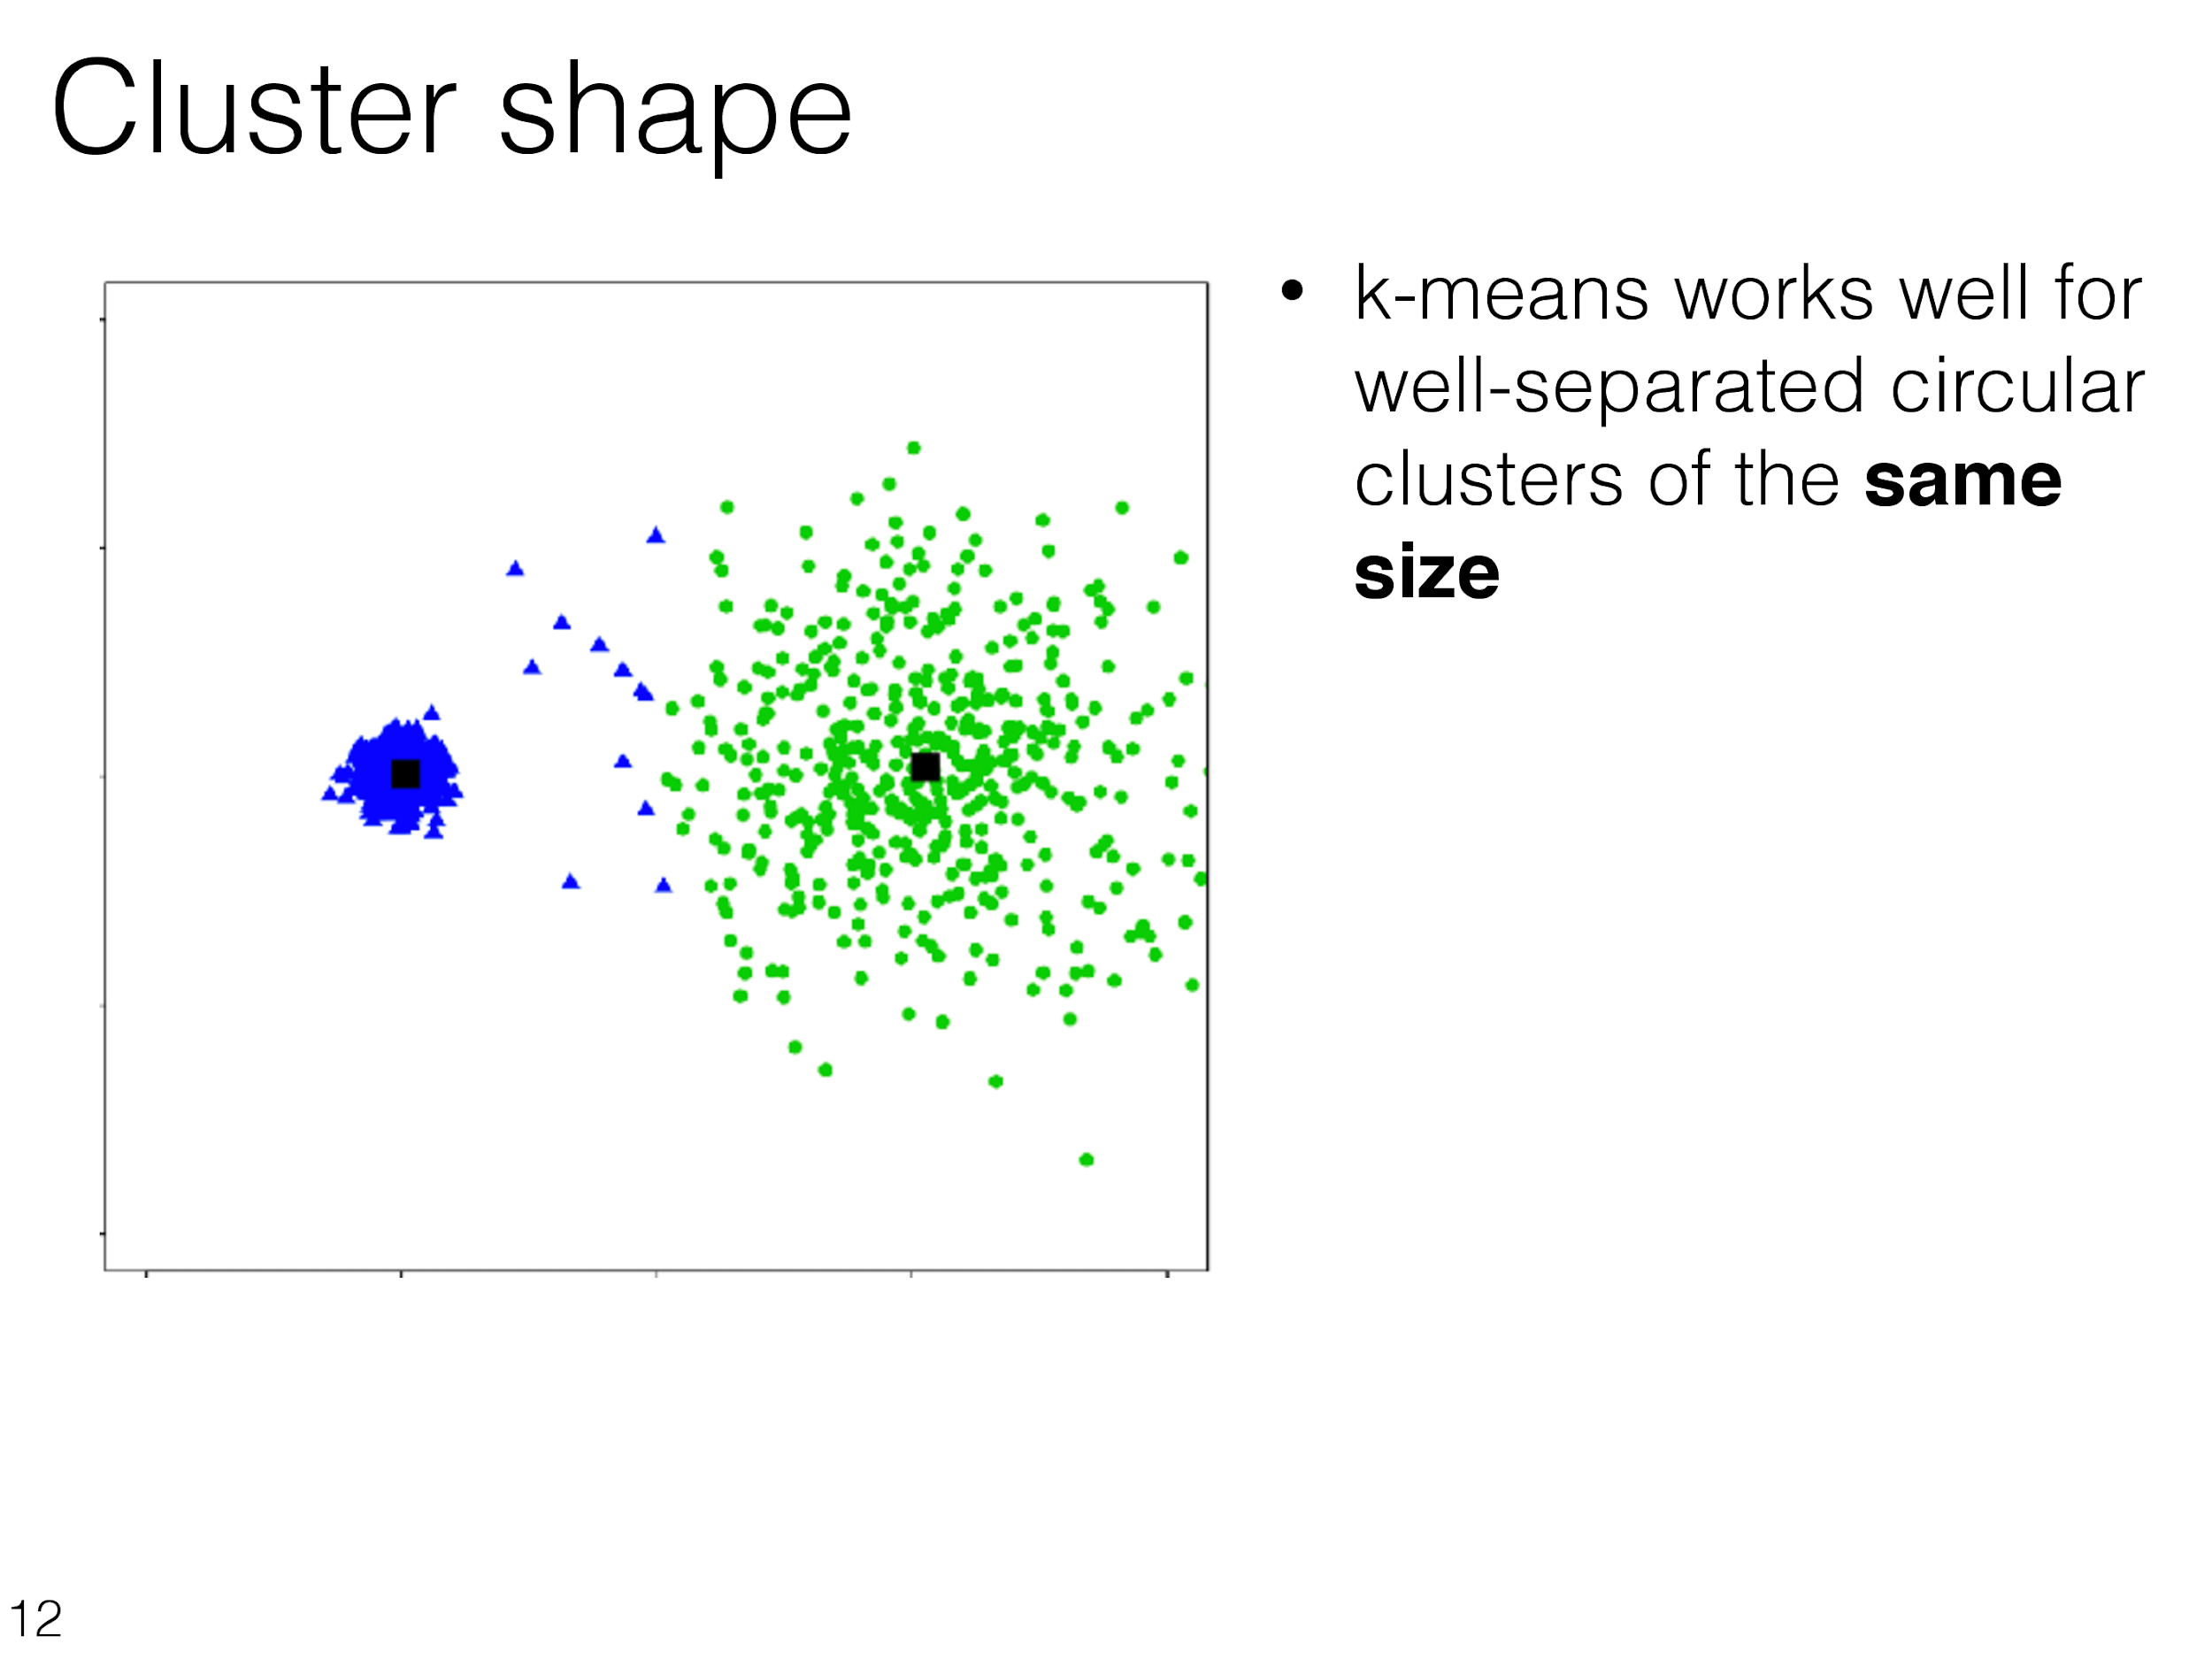 Cluster shape
• k-means works well for
well-separated circular
clusters of the same
size
12